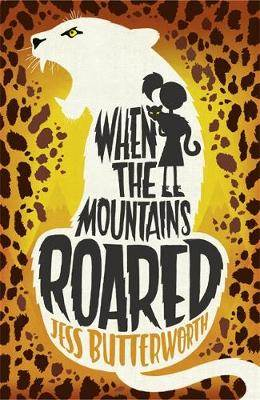 WHEN
THE
MOUNTAINS
ROARED
JESS BUTTERWORTH